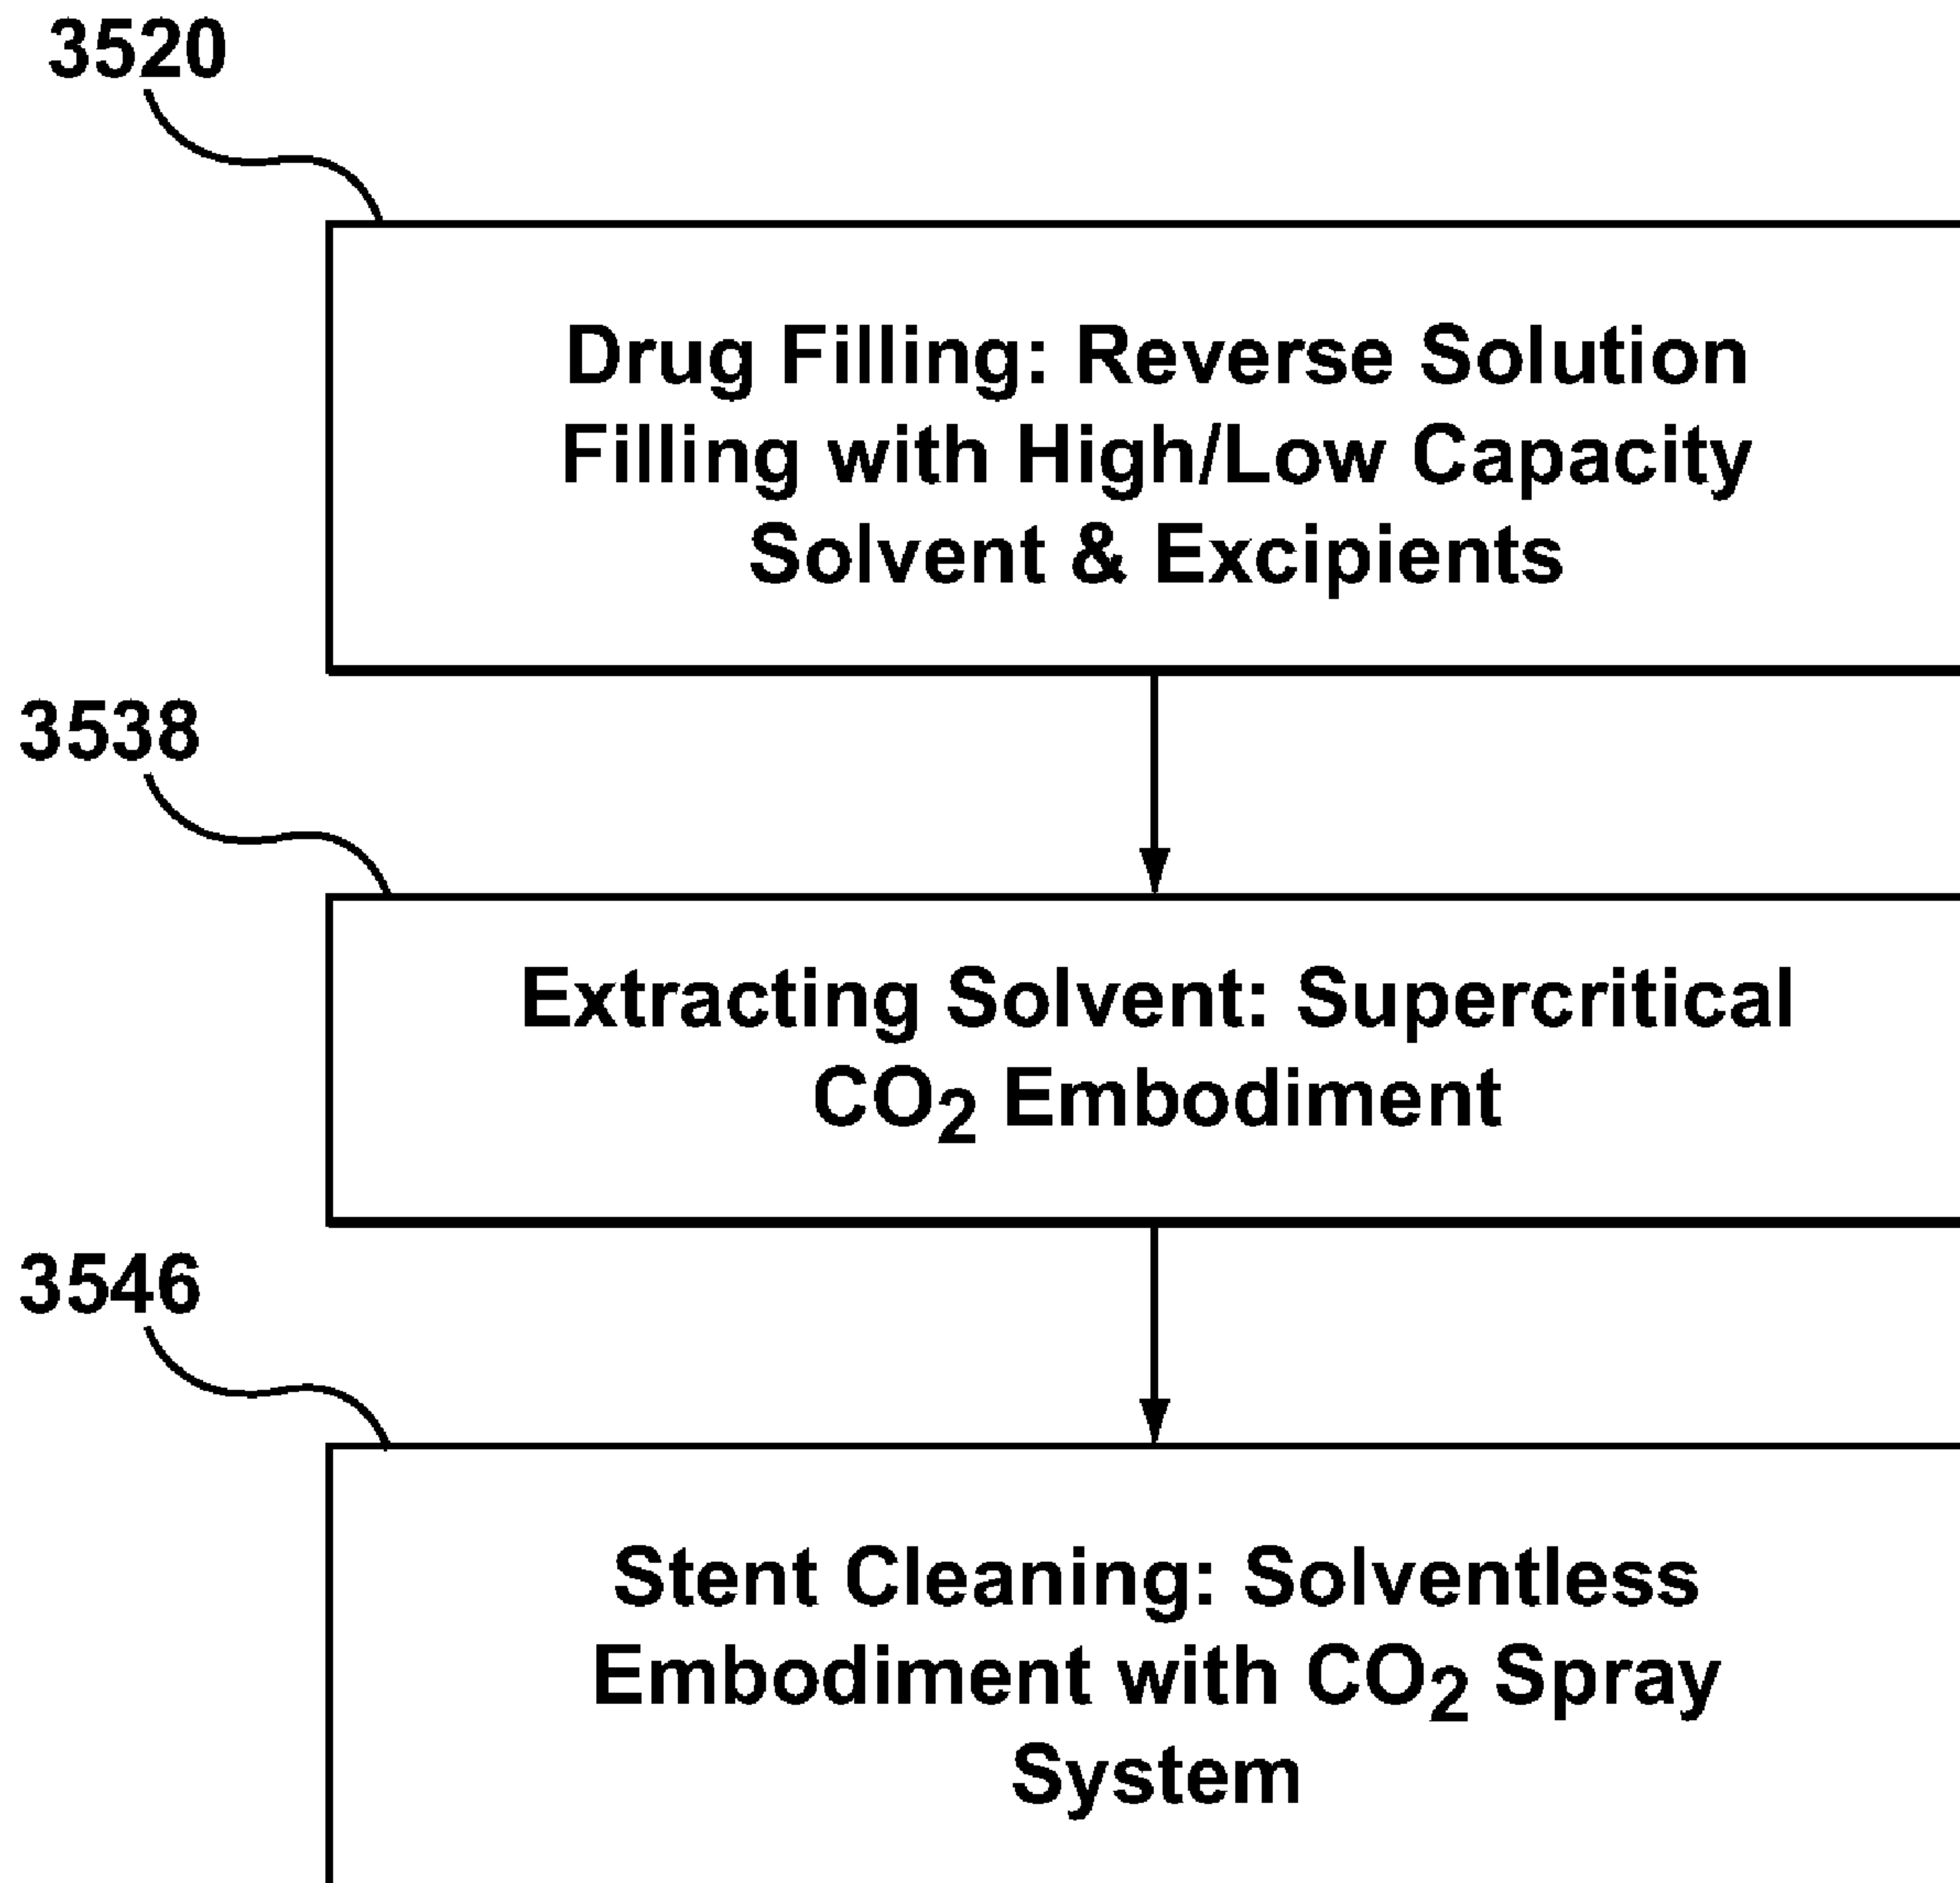 3520
Drug Filling: Reverse Solution
Filling with High/Low Capacity
Solvent & Excipients
3538
Extracting Solvent: Supercritical
CO₂ Embodiment
3546
Stent Cleaning: Solventless
Embodiment with CO₂ Spray
System